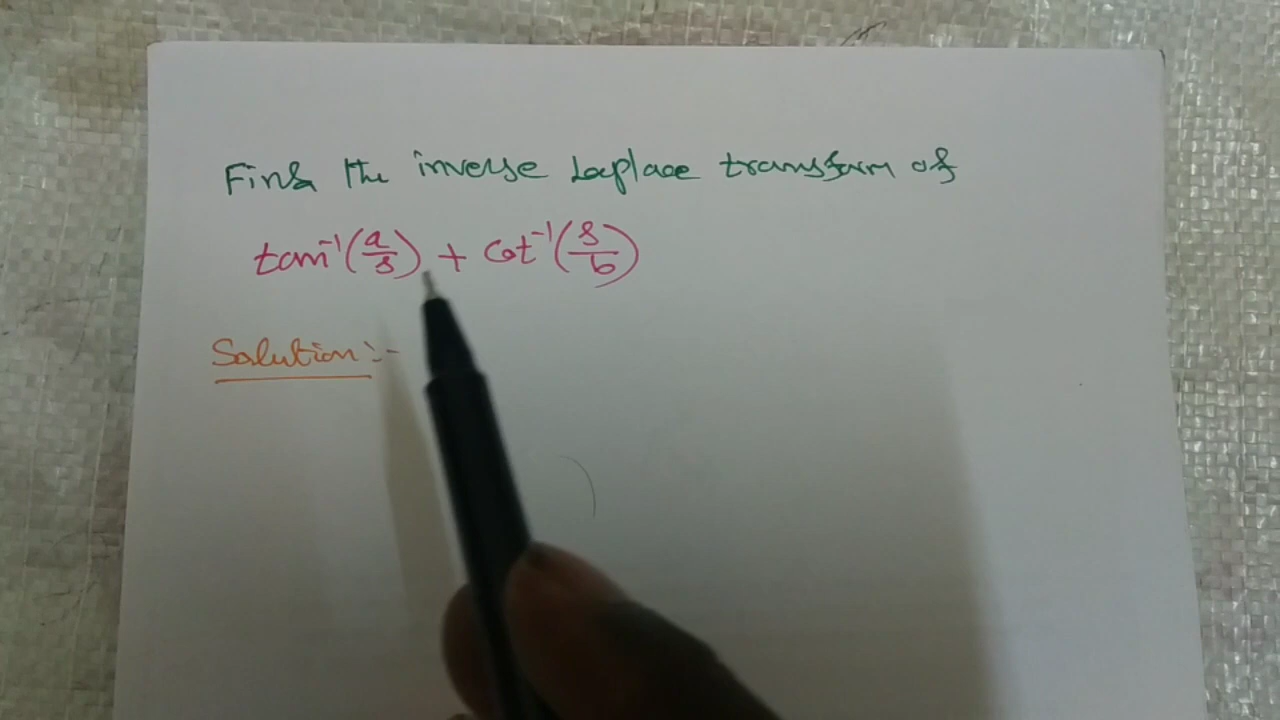 Find the inverse Laplace transform of
tan⁻¹(a/s) + cot⁻¹(s/b)
Solution :-